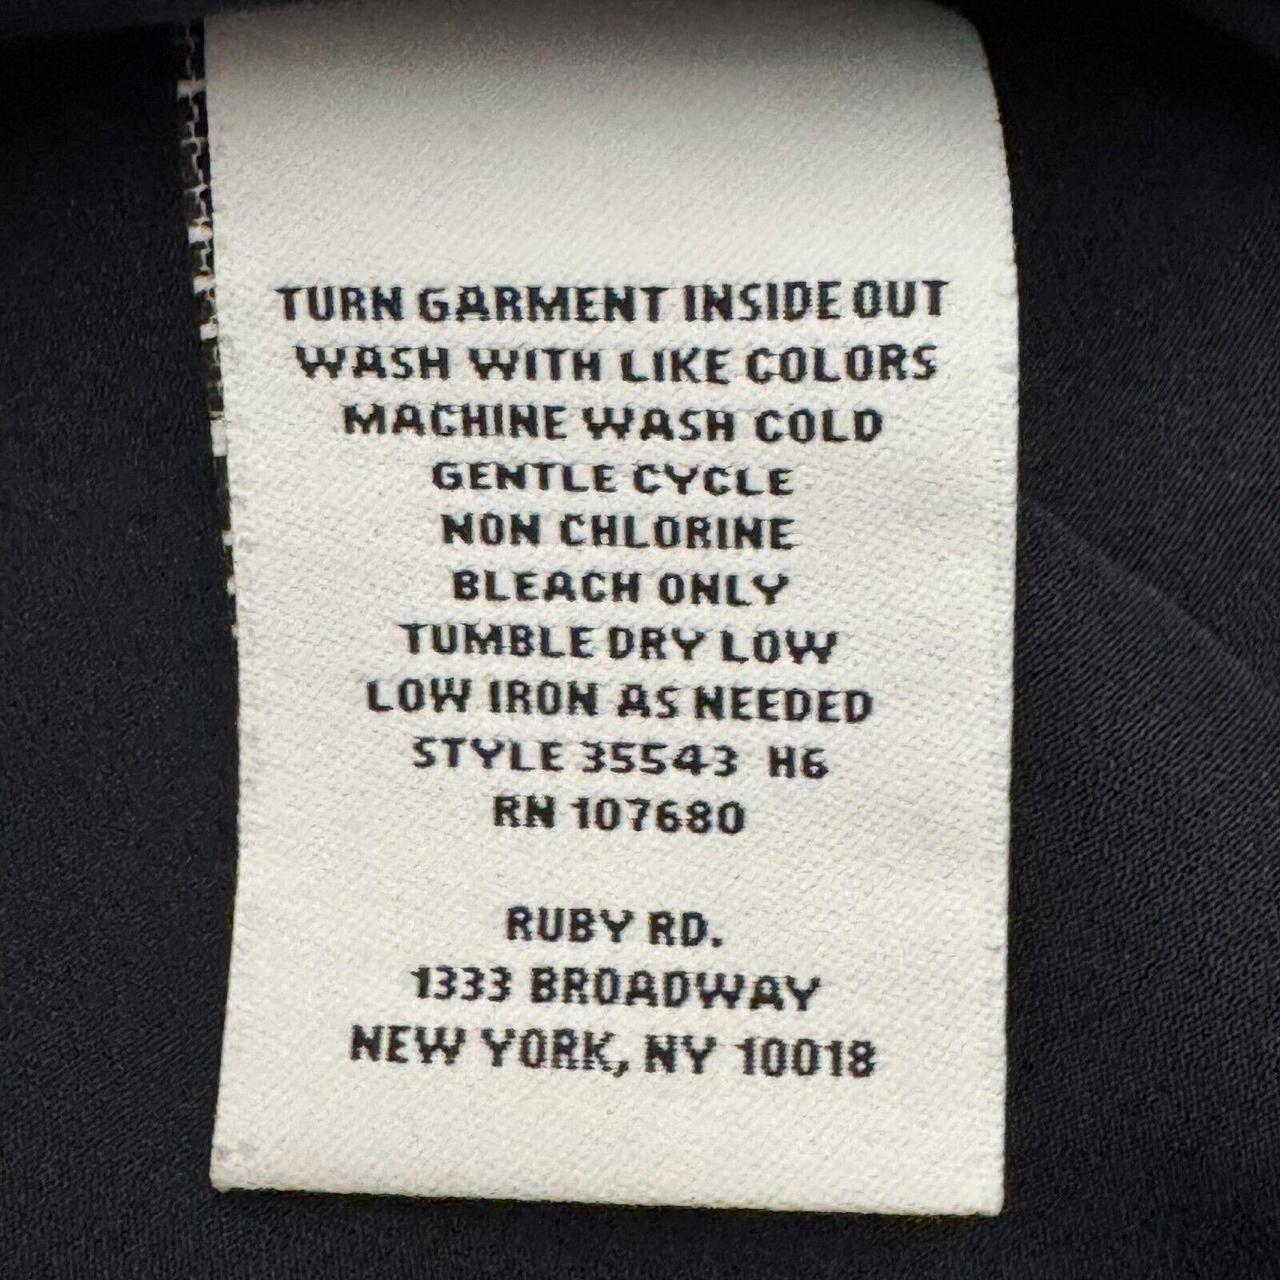 TURN GARMENT INSIDE OUT
WASH WITH LIKE COLORS
MACHINE WASH COLD
GENTLE CYCLE
NON CHLORINE
BLEACH ONLY
TUMBLE DRY LOW
LOW IRON AS NEEDED
STYLE 35543 H6
RN 107680
RUBY RD.
1333 BROADWAY
NEW YORK, NY 10018